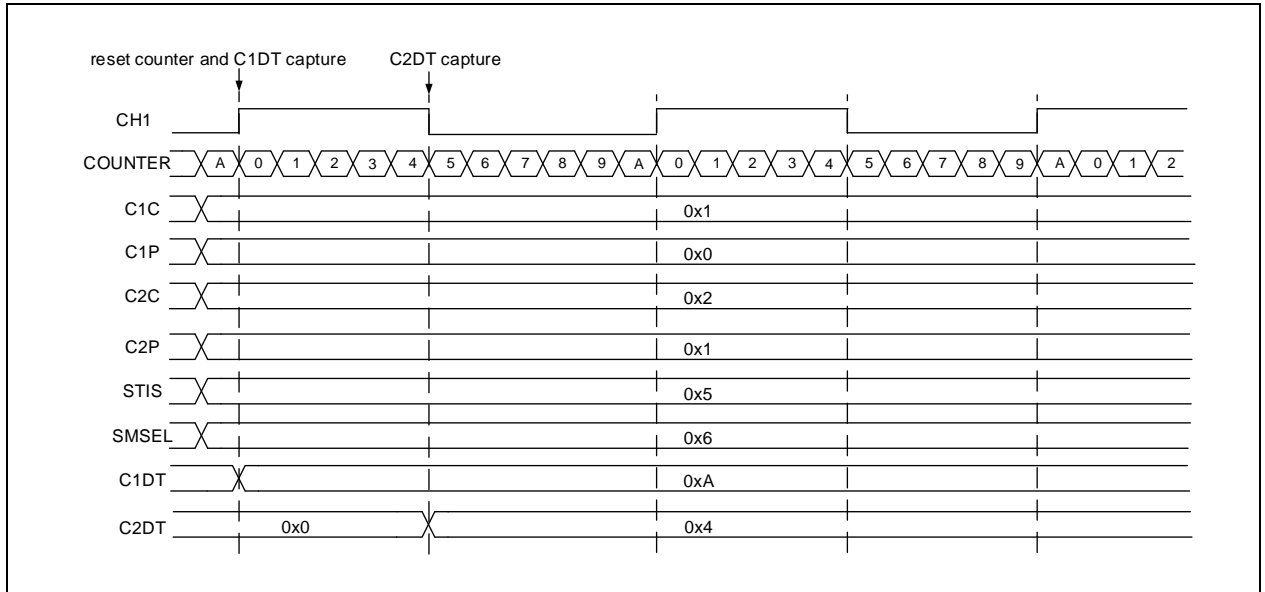 reset counter and C1DT capture C2DT capture
CH1
COUNTER A 0 1 2 3 4 5 6 7 8 9 A 0 1 2 3 4 5 6 7 8 9 A 0 1 2
C1C 0x1
C1P 0x0
C2C 0x2
C2P 0x1
STIS 0x5
SMSEL 0x6
C1DT 0xA
C2DT 0x0 0x4